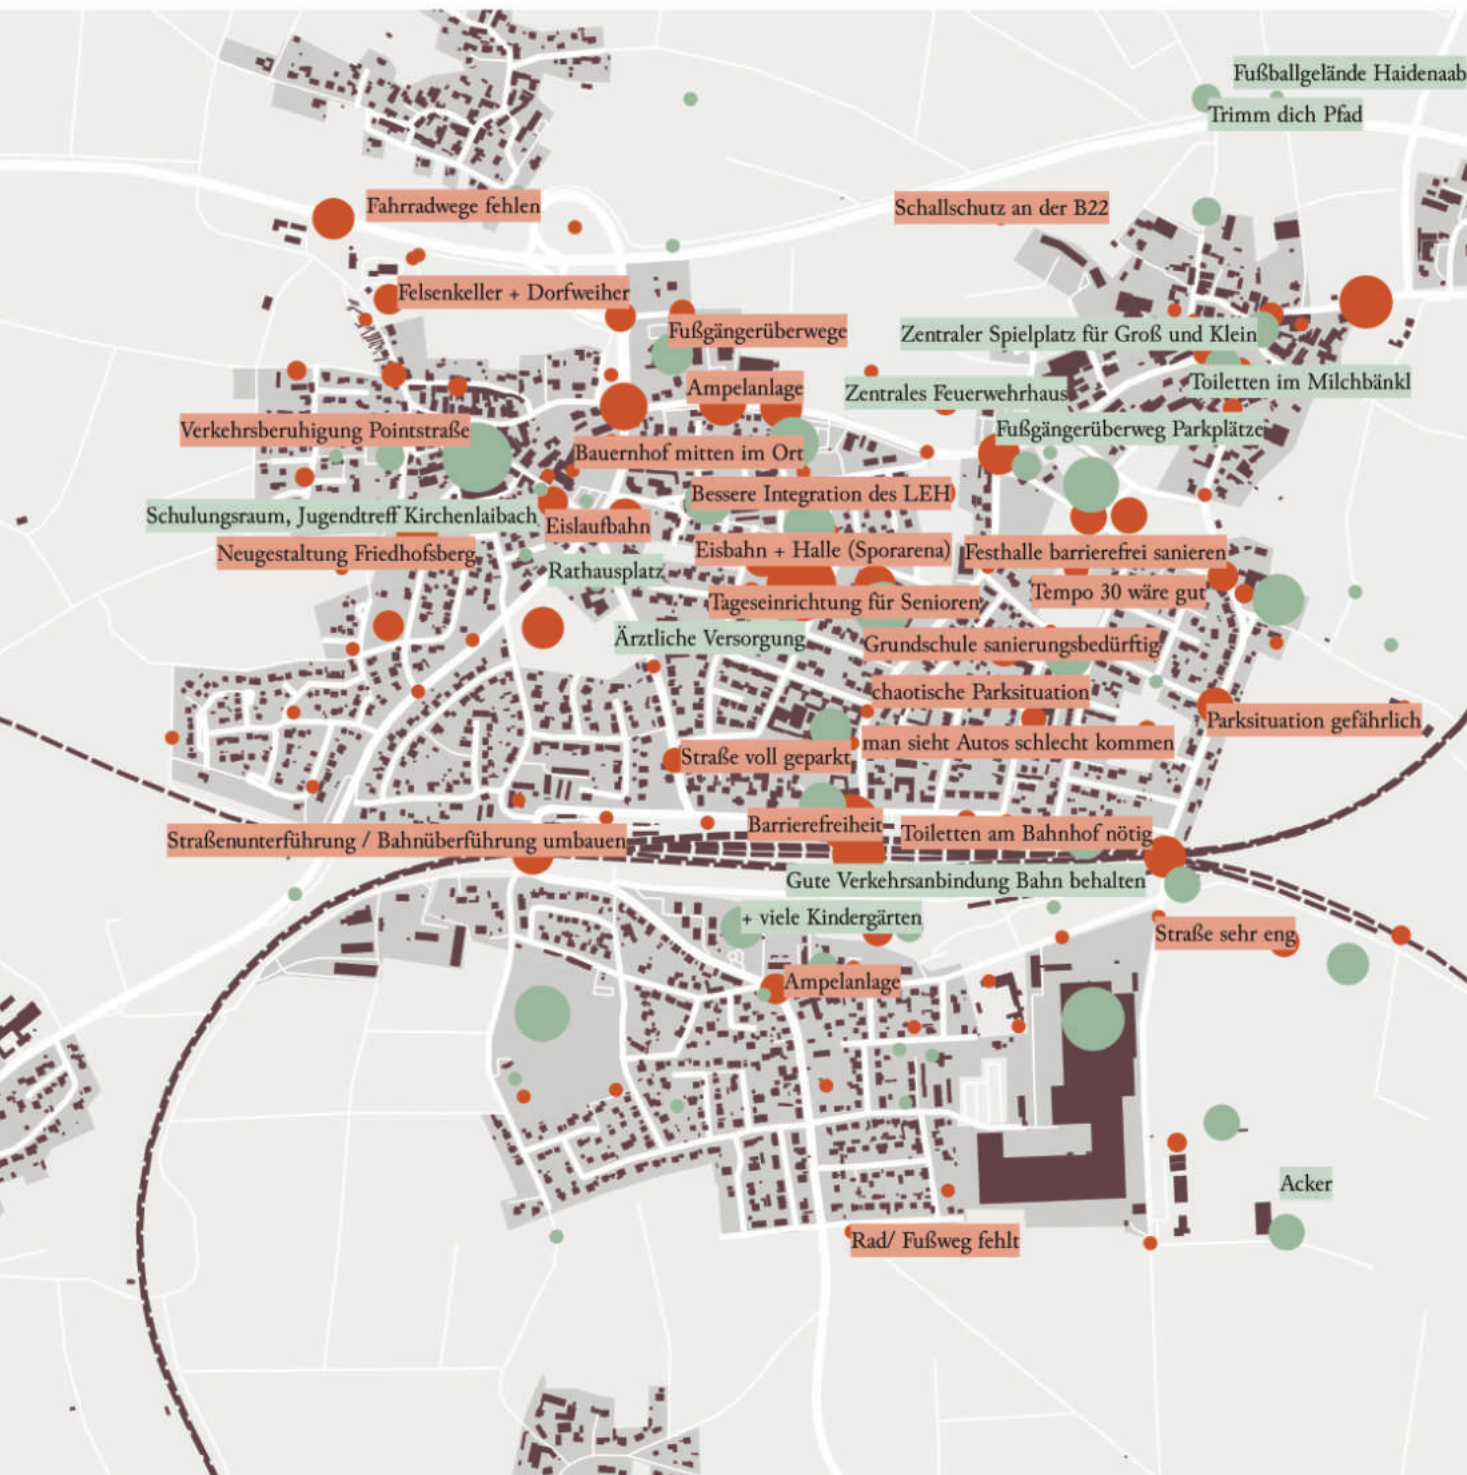 Fußballgelände Haidenaab
Trimm dich Pfad
Fahrradwege fehlen
Schallschutz an der B22
Felsenkeller + Dorfweiher
Fußgängerüberwege
Zentraler Spielplatz für Groß und Klein
Ampelanlage
Zentrales Feuerwehrhaus
Toiletten im Milchbänkl
Verkehrsberuhigung Pointstraße
Fußgängerüberweg Parkplätze
Bauernhof mitten im Ort
Bessere Integration des LEH
Schulungsraum, Jugendtreff Kirchenlaibach
Eislaufbahn
Neugestaltung Friedhofsberg
Eisbahn + Halle (Sporarena)
Festhalle barrierefrei sanieren
Rathausplatz
Tempo 30 wäre gut
Tageseinrichtung für Senioren
Ärztliche Versorgung
Grundschule sanierungsbedürftig
chaotische Parksituation
Parksituation gefährlich
man sieht Autos schlecht kommen
Straße voll geparkt
Barrierefreiheit
Toiletten am Bahnhof nötig
Straßenunterführung / Bahnüberführung umbauen
Gute Verkehrsanbindung Bahn behalten
+ viele Kindergärten
Straße sehr eng
Ampelanlage
Acker
Rad/ Fußweg fehlt